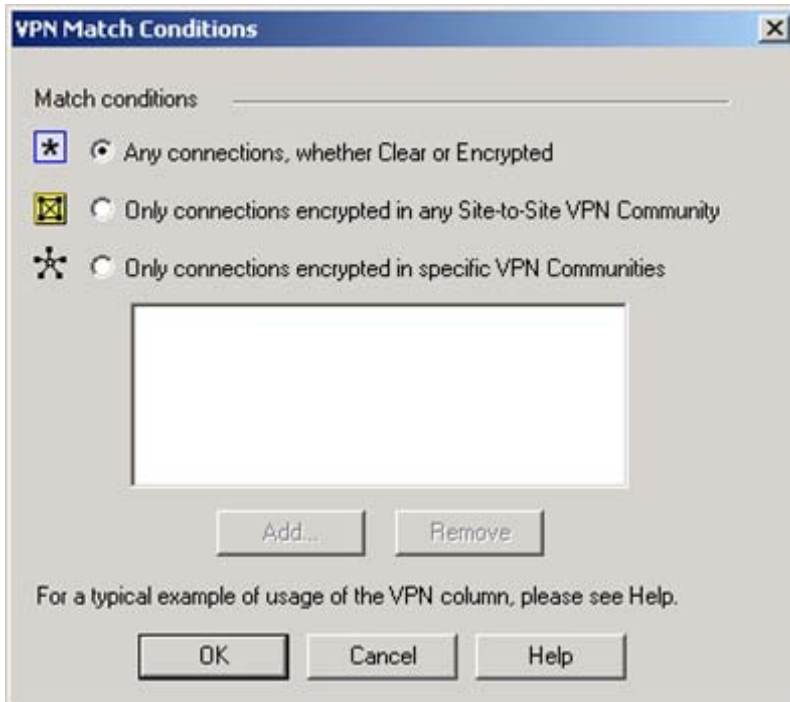 VPN Match Conditions
Match conditions
Any connections, whether Clear or Encrypted
Only connections encrypted in any Site-to-Site VPN Community
Only connections encrypted in specific VPN Communities
Add... Remove
For a typical example of usage of the VPN column, please see Help.
OK Cancel Help